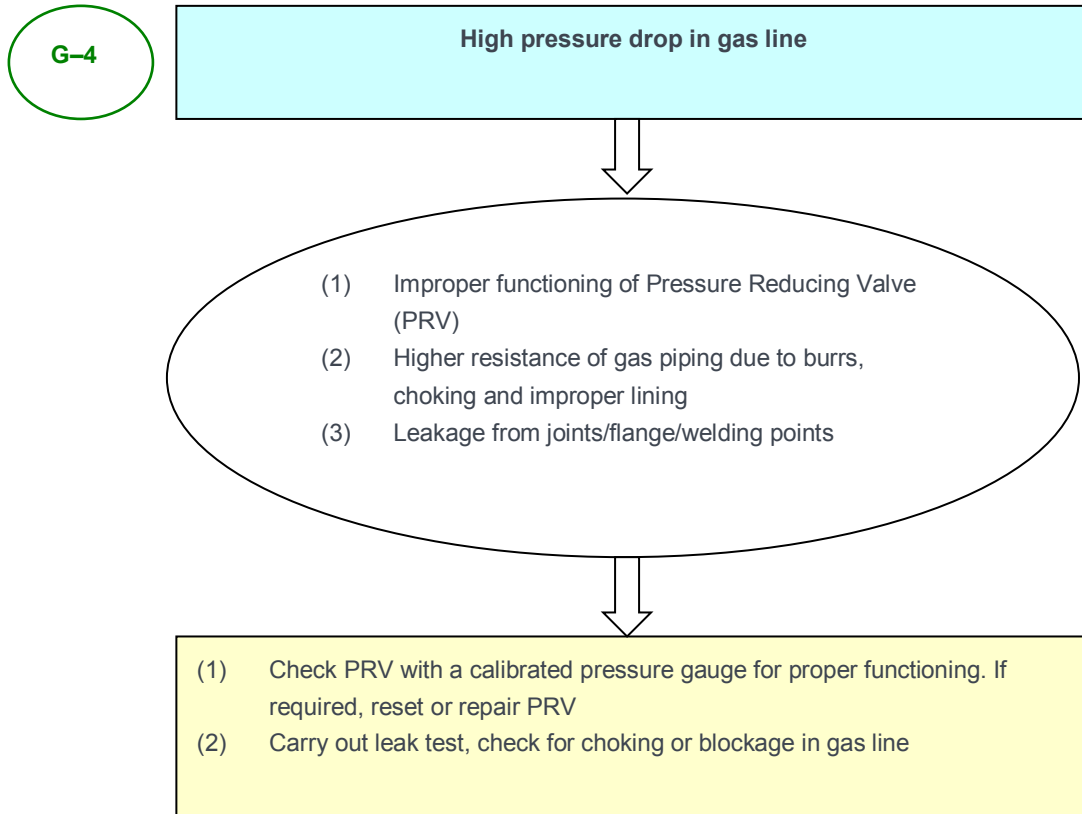 G–4
High pressure drop in gas line
(1) Improper functioning of Pressure Reducing Valve
(PRV)
(2) Higher resistance of gas piping due to burrs,
choking and improper lining
(3) Leakage from joints/flange/welding points
(1) Check PRV with a calibrated pressure gauge for proper functioning. If
required, reset or repair PRV
(2) Carry out leak test, check for choking or blockage in gas line